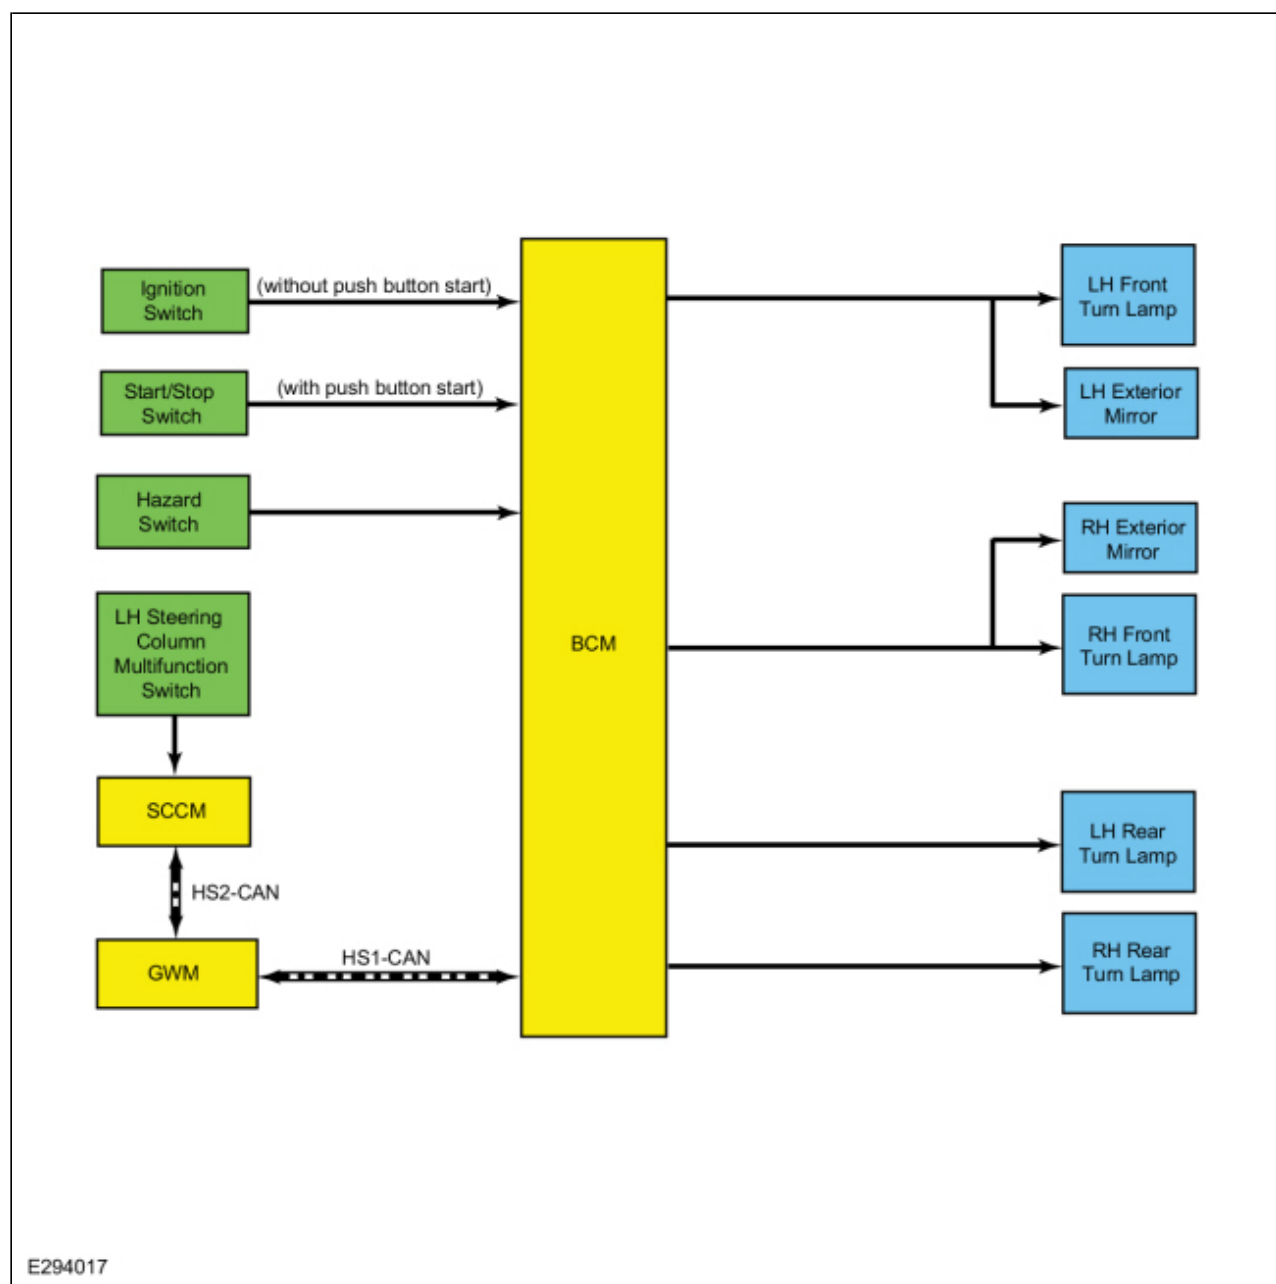 Ignition
Switch
(without push button start)
Start/Stop
Switch
(with push button start)
Hazard
Switch
LH Steering
Column
Multifunction
Switch
SCCM
HS2-CAN
GWM
HS1-CAN
BCM
LH Front
Turn Lamp
LH Exterior
Mirror
RH Exterior
Mirror
RH Front
Turn Lamp
LH Rear
Turn Lamp
RH Rear
Turn Lamp
E294017